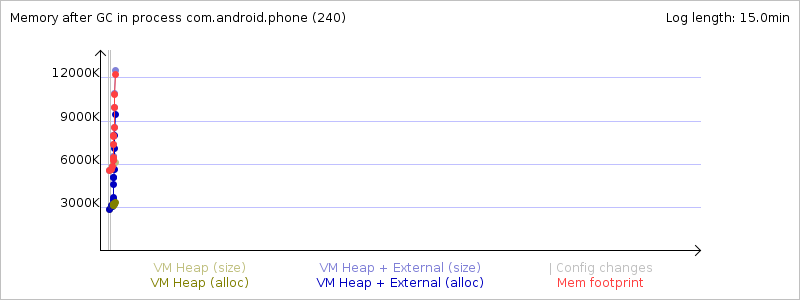 Memory after GC in process com.android.phone (240) Log length: 15.0min
12000K
9000K
6000K
3000K
VM Heap (size) VM Heap + External (size) | Config changes
VM Heap (alloc) VM Heap + External (alloc) Mem footprint